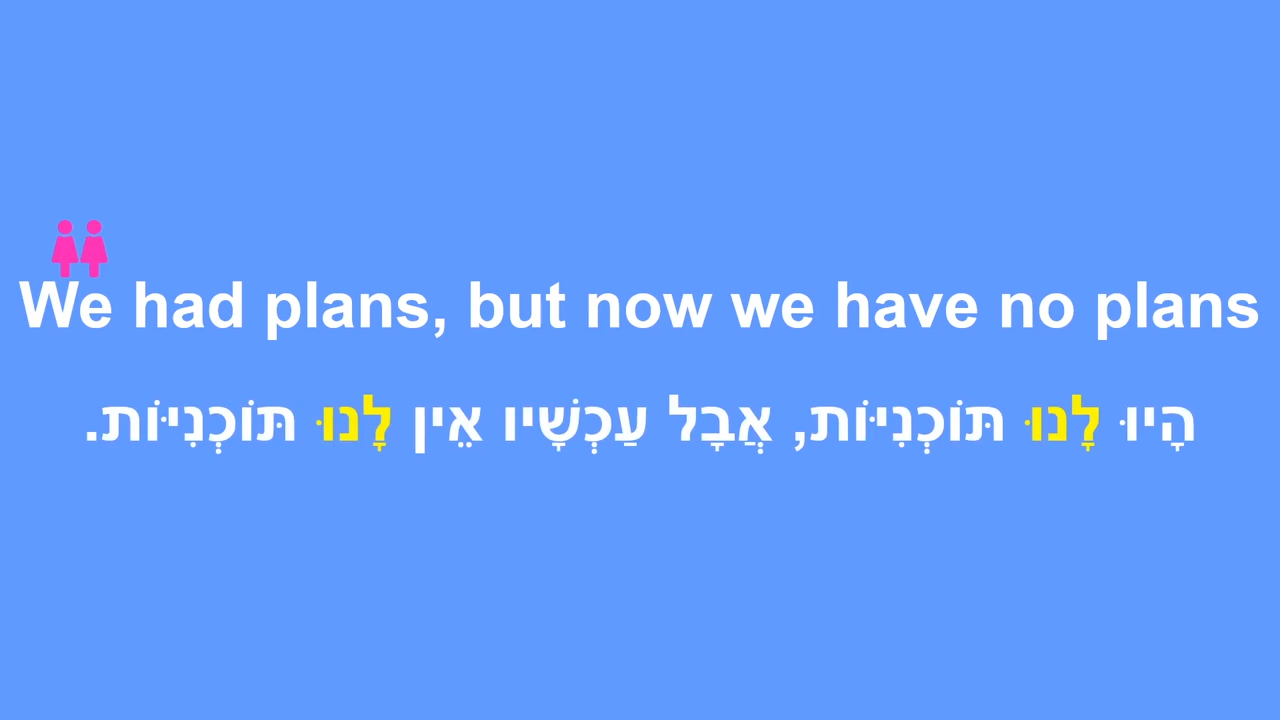 We had plans, but now we have no plans
הָיוּ לָנוּ תּוֹכְנִיּוֹת, אֲבָל עַכְשָׁיו אֵין לָנוּ תּוֹכְנִיּוֹת.